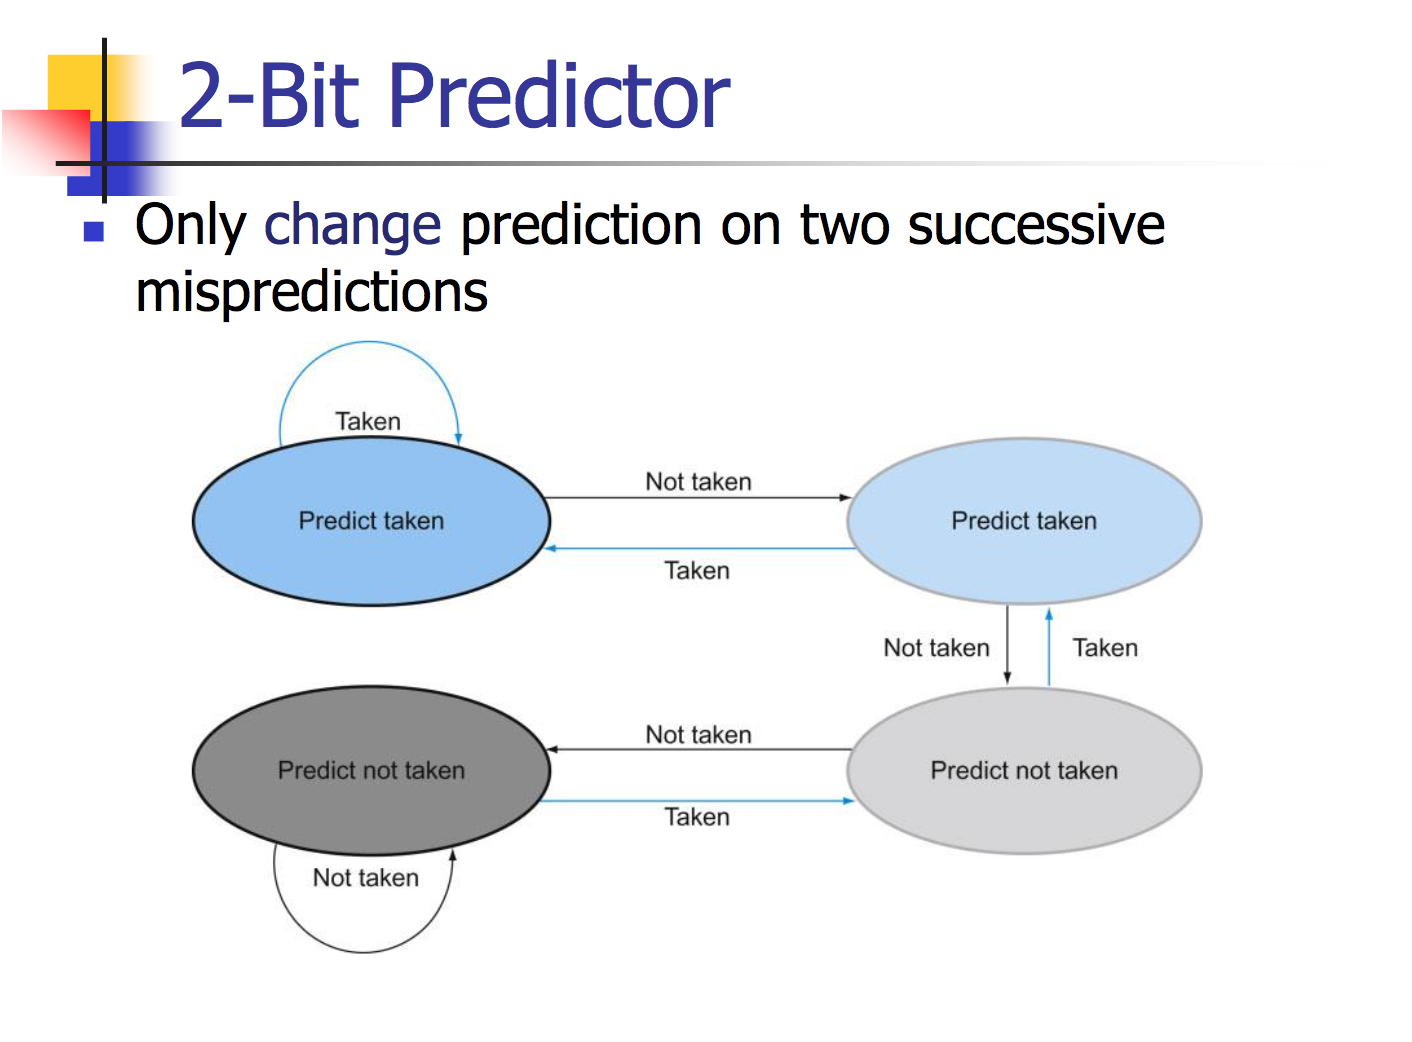 2-Bit Predictor
Only change prediction on two successive
mispredictions
Taken
Predict taken
Not taken
Taken
Predict taken
Not taken
Taken
Predict not taken
Not taken
Taken
Predict not taken
Not taken